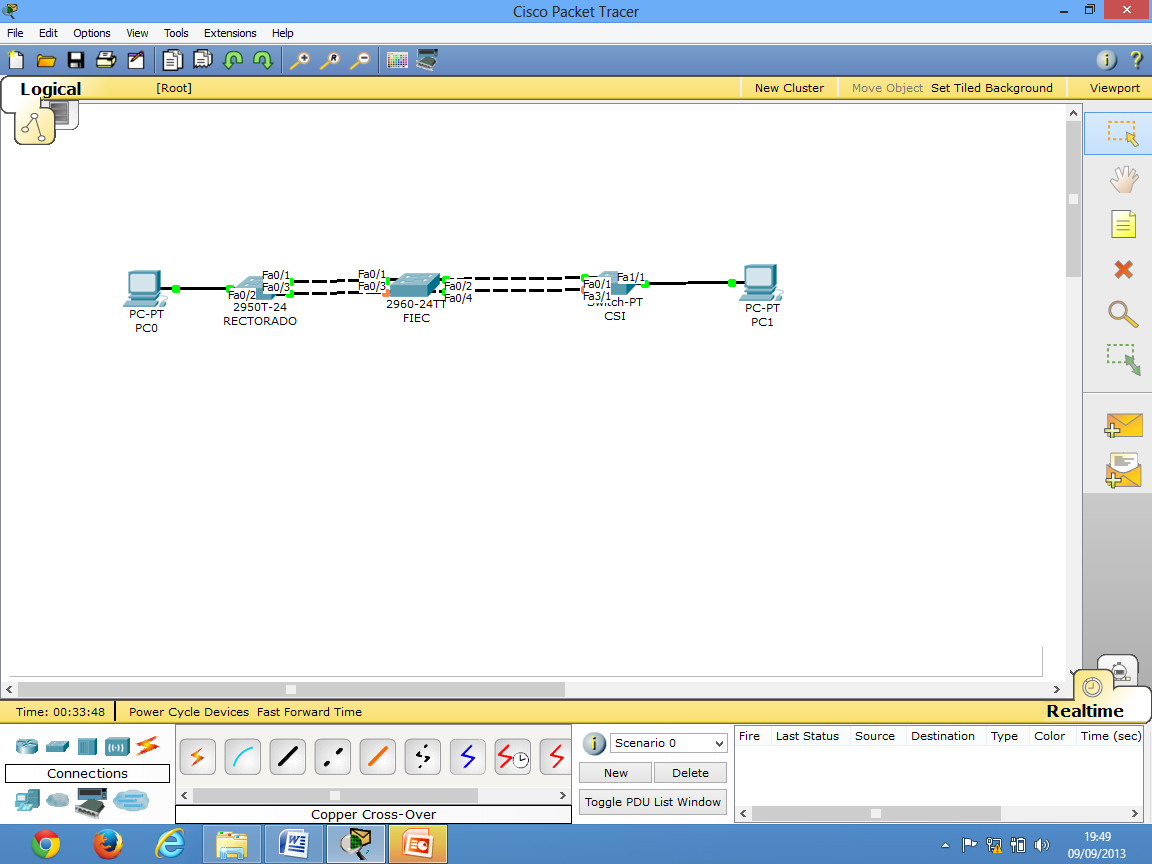 Cisco Packet Tracer
File Edit Options View Tools Extensions Help
Logical [Root] New Cluster Move Object Set Tiled Background Viewport
Fa0/1 Fa0/1 Fa1/1
Fa0/3 Fa0/3 Fa0/2 Fa0/1
Fa0/2 Fa0/4 Fa3/1
PC-PT 2950T-24 2960-24TT Switch-PT PC-PT
PC0 RECTORADO FIEC CSI PC1
Time: 00:33:48 Power Cycle Devices Fast Forward Time Realtime
Connections
Copper Cross-Over
Scenario 0
New Delete
Toggle PDU List Window
Fire Last Status Source Destination Type Color Time (sec)
19:49
09/09/2013